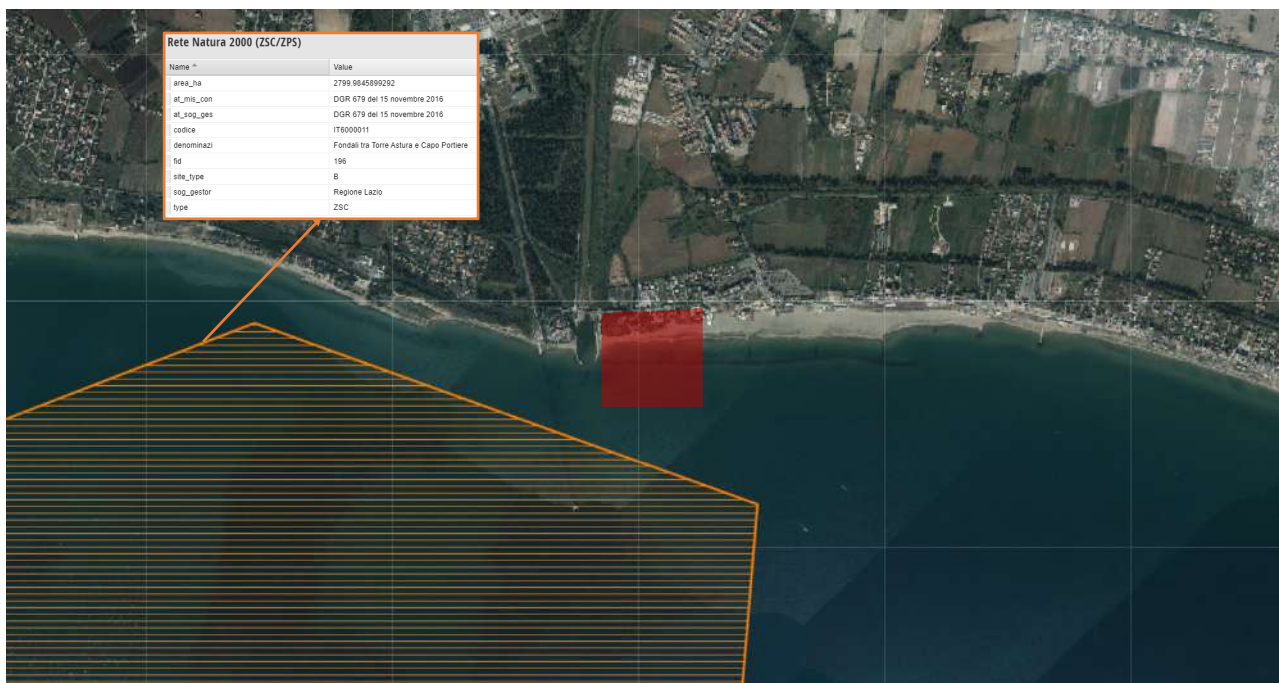 Rete Natura 2000 (ZSC/ZPS)
Name Value
area_ha 2799.9845899292
at_mis_con DGR 679 del 15 novembre 2016
at_sog_ges DGR 679 del 15 novembre 2016
codice IT6000011
denominazi Fondali tra Torre Astura e Capo Portiere
fid 196
site_type B
sog_gestor Regione Lazio
type ZSC